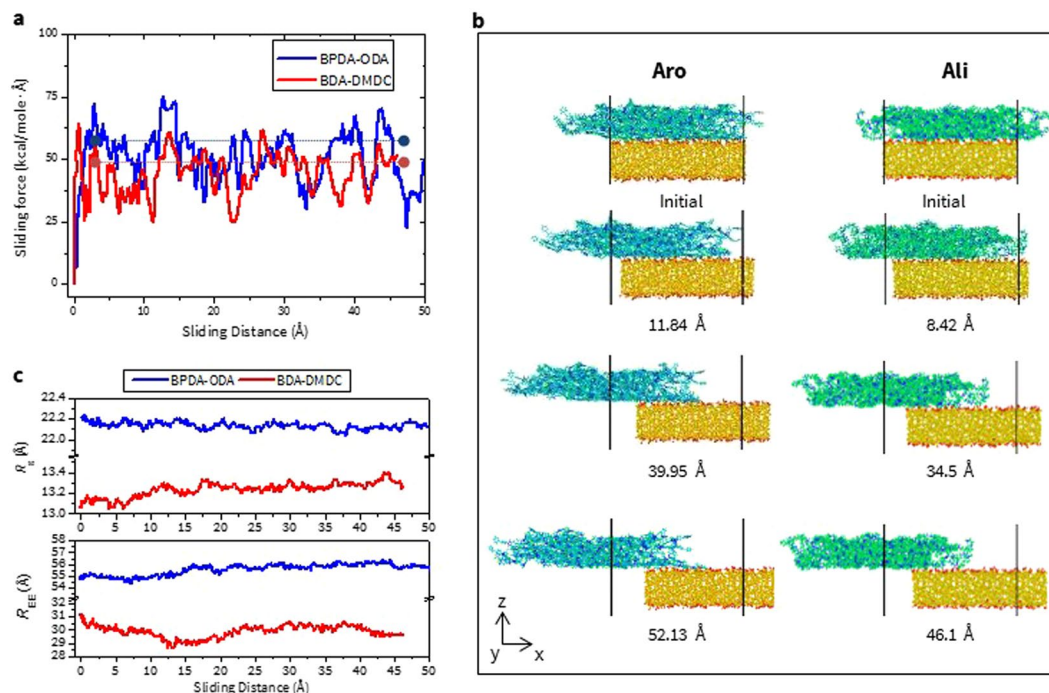 a
100
75
50
25
0
Sliding force (kcal/mole·Å)
BPDA-ODA
BDA-DMDC
0 10 20 30 40 50
Sliding Distance (Å)
b
Aro Ali
Initial Initial
11.84 Å 8.42 Å
39.95 Å 34.5 Å
52.13 Å 46.1 Å
z
y x
c
BPDA-ODA BDA-DMDC
22.4
22.2
22.0
13.4
13.2
13.0
Rg (Å)
0 5 10 15 20 25 30 35 40 45 50
58
57
56
55
54
32
31
30
29
28
REE (Å)
0 5 10 15 20 25 30 35 40 45 50
Sliding Distance (Å)